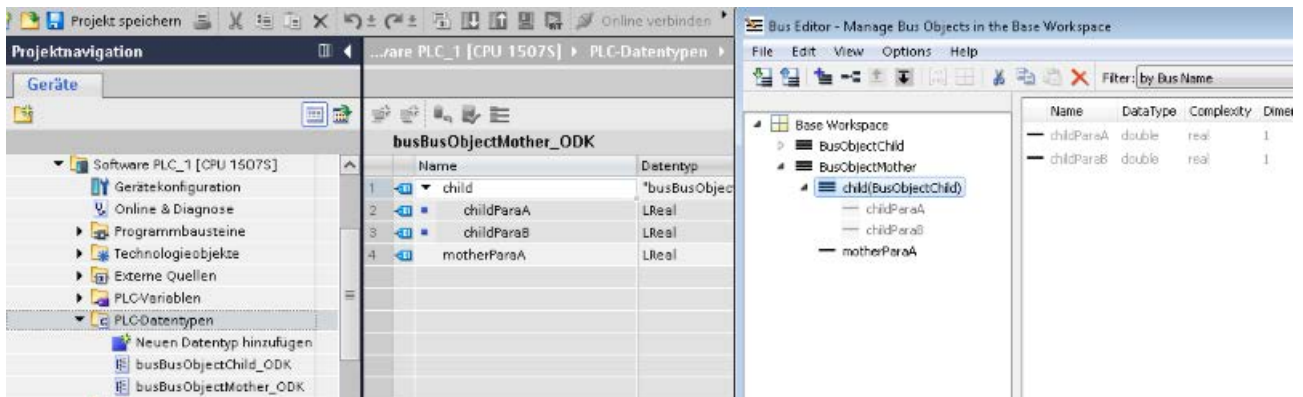 Projekt speichern
Online verbinden
Projektnavigation
Geräte
Software PLC_1 [CPU 1507S]
Gerätekonfiguration
Online & Diagnose
Programmbausteine
Technologieobjekte
Externe Quellen
PLC-Variablen
PLC-Datentypen
Neuen Datentyp hinzufügen
busBusObjectChild_ODK
busBusObjectMother_ODK
...are PLC_1 [CPU 1507S] PLC-Datentypen
busBusObjectMother_ODK
Name Datentyp
1 child "busBusObjec
2 childParaA LReal
3 childParaB LReal
4 motherParaA LReal
Bus Editor - Manage Bus Objects in the Base Workspace
File Edit View Options Help
Filter: by Bus Name
Base Workspace
BusObjectChild
BusObjectMother
child(BusObjectChild)
childParaA
childParaB
motherParaA
Name DataType Complexity Dimen
childParaA double real 1
childParaB double real 1